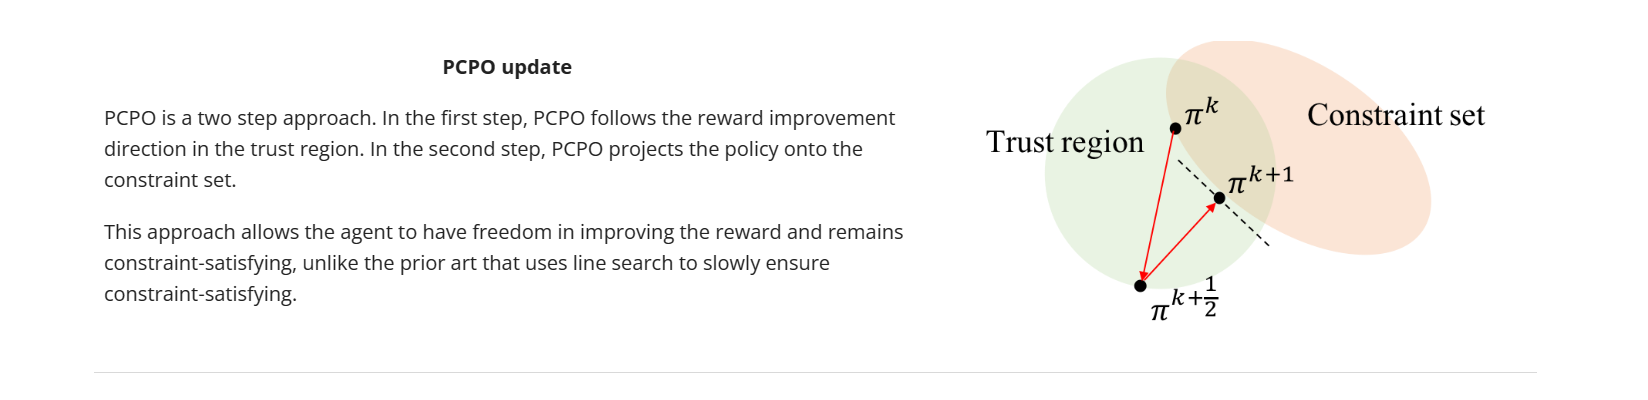 PCPO update
PCPO is a two step approach. In the first step, PCPO follows the reward improvement
direction in the trust region. In the second step, PCPO projects the policy onto the
constraint set.
This approach allows the agent to have freedom in improving the reward and remains
constraint-satisfying, unlike the prior art that uses line search to slowly ensure
constraint-satisfying.
π^k
Constraint set
Trust region
π^{k+1}
π^{k+\frac{1}{2}}